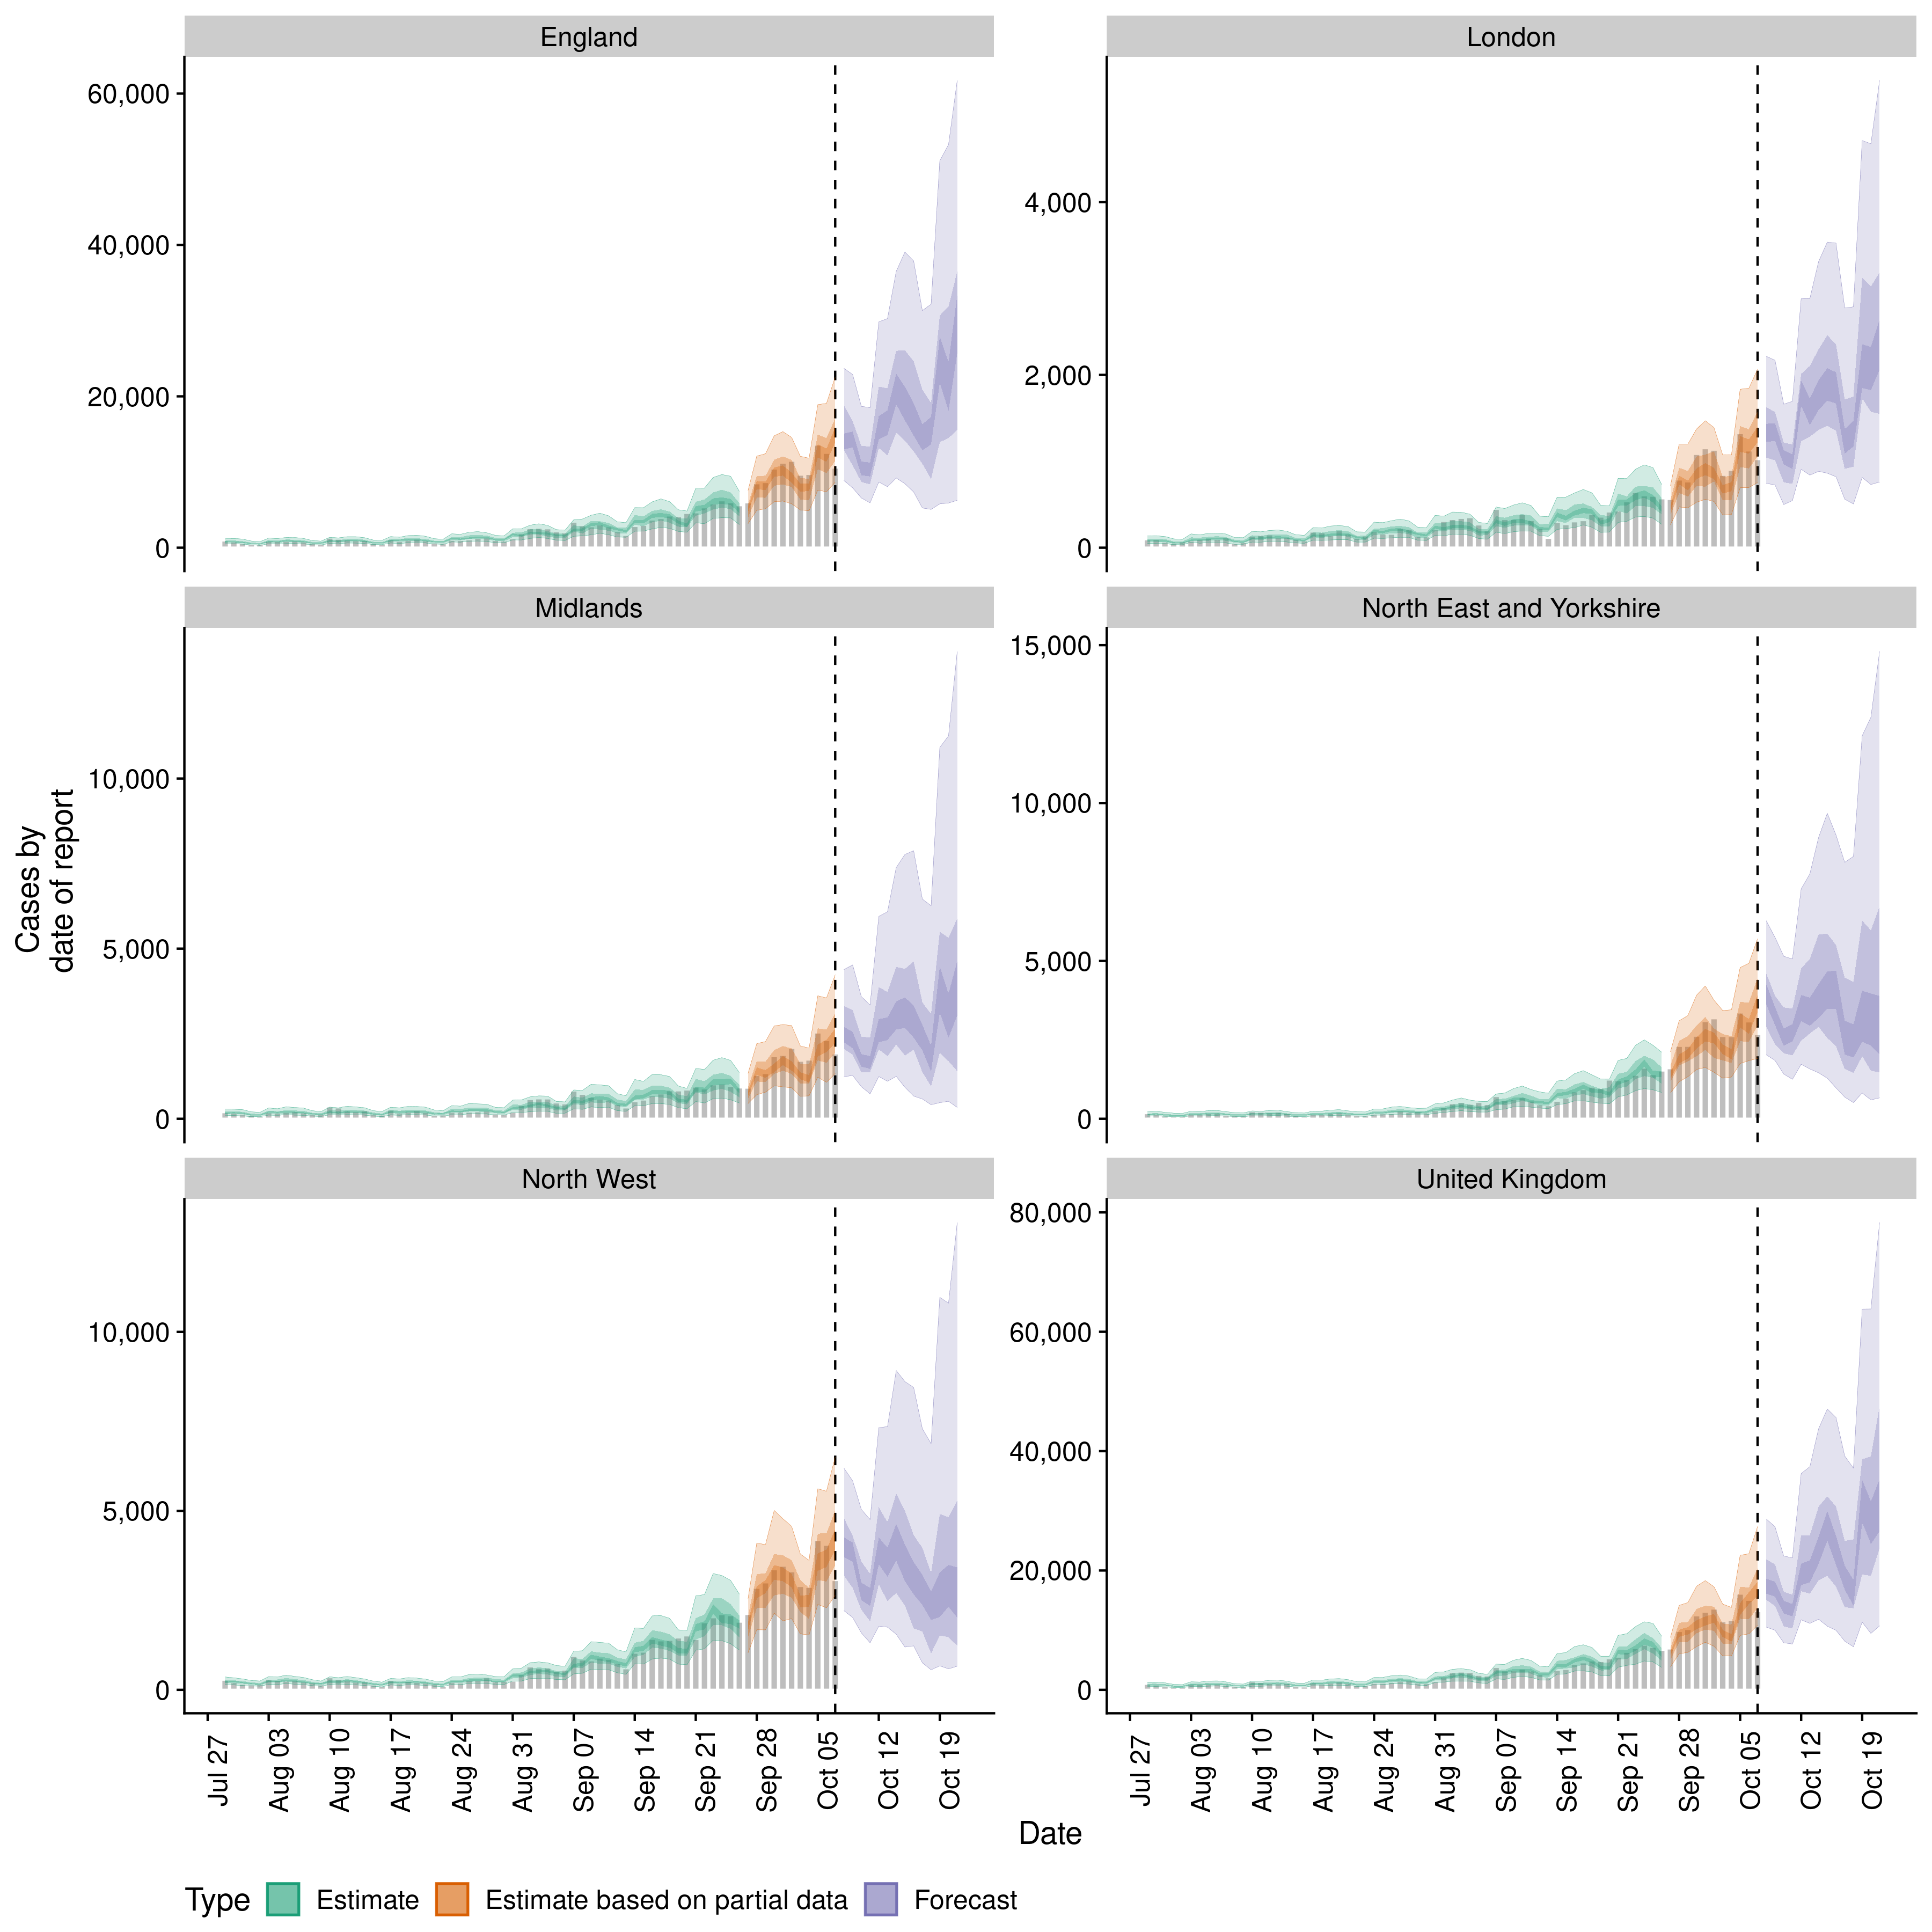 England
London
60,000
40,000
20,000
0
4,000
2,000
0
Midlands
North East and Yorkshire
10,000
5,000
0
15,000
10,000
5,000
0
Cases by
date of report
North West
United Kingdom
10,000
5,000
0
80,000
60,000
40,000
20,000
0
Jul 27
Aug 03
Aug 10
Aug 17
Aug 24
Aug 31
Sep 07
Sep 14
Sep 21
Sep 28
Oct 05
Oct 12
Oct 19
Jul 27
Aug 03
Aug 10
Aug 17
Aug 24
Aug 31
Sep 07
Sep 14
Sep 21
Sep 28
Oct 05
Oct 12
Oct 19
Date
Type Estimate Estimate based on partial data Forecast